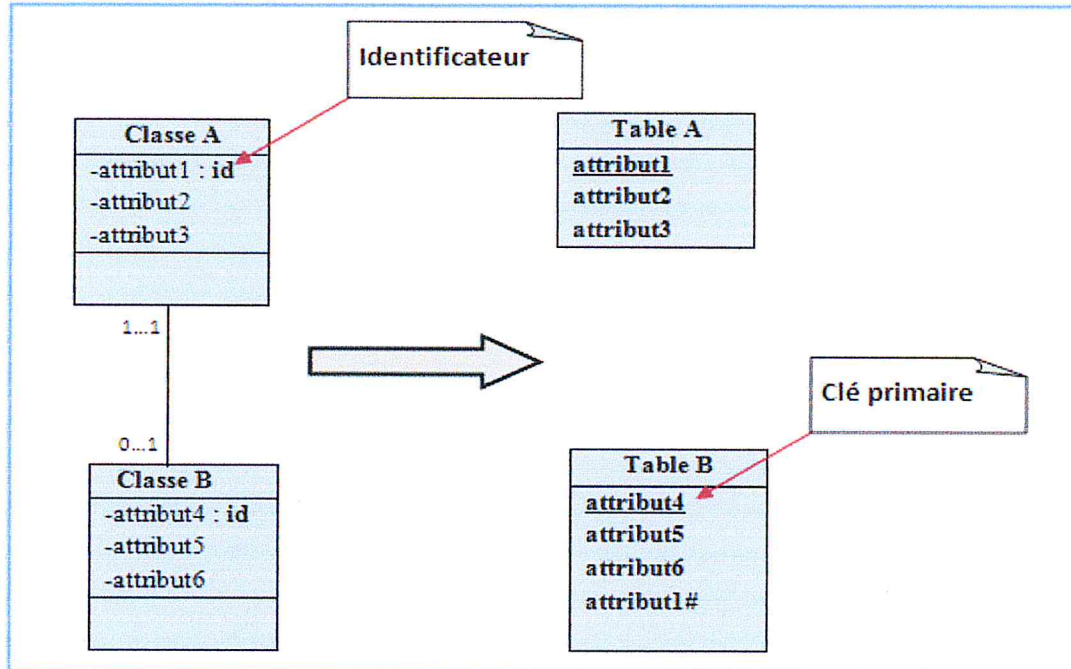 Identificateur
Classe A
-attribut1 : id
-attribut2
-attribut3
Table A
attribut1
attribut2
attribut3
1...1
0...1
Clé primaire
Classe B
-attribut4 : id
-attribut5
-attribut6
Table B
attribut4
attribut5
attribut6
attribut1#